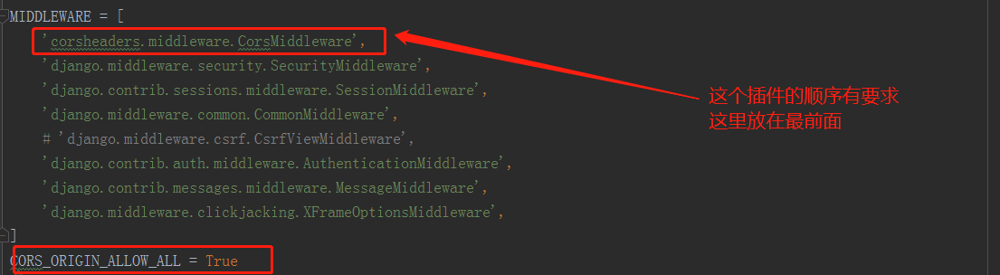 MIDDLEWARE = [
'corsheaders.middleware.CorsMiddleware',
'django.middleware.security.SecurityMiddleware',
'django.contrib.sessions.middleware.SessionMiddleware',
'django.middleware.common.CommonMiddleware',
# 'django.middleware.csrf.CsrfViewMiddleware',
'django.contrib.auth.middleware.AuthenticationMiddleware',
'django.contrib.messages.middleware.MessageMiddleware',
'django.middleware.clickjacking.XFrameOptionsMiddleware',
]
CORS_ORIGIN_ALLOW_ALL = True
这个插件的顺序有要求
这里放在最前面